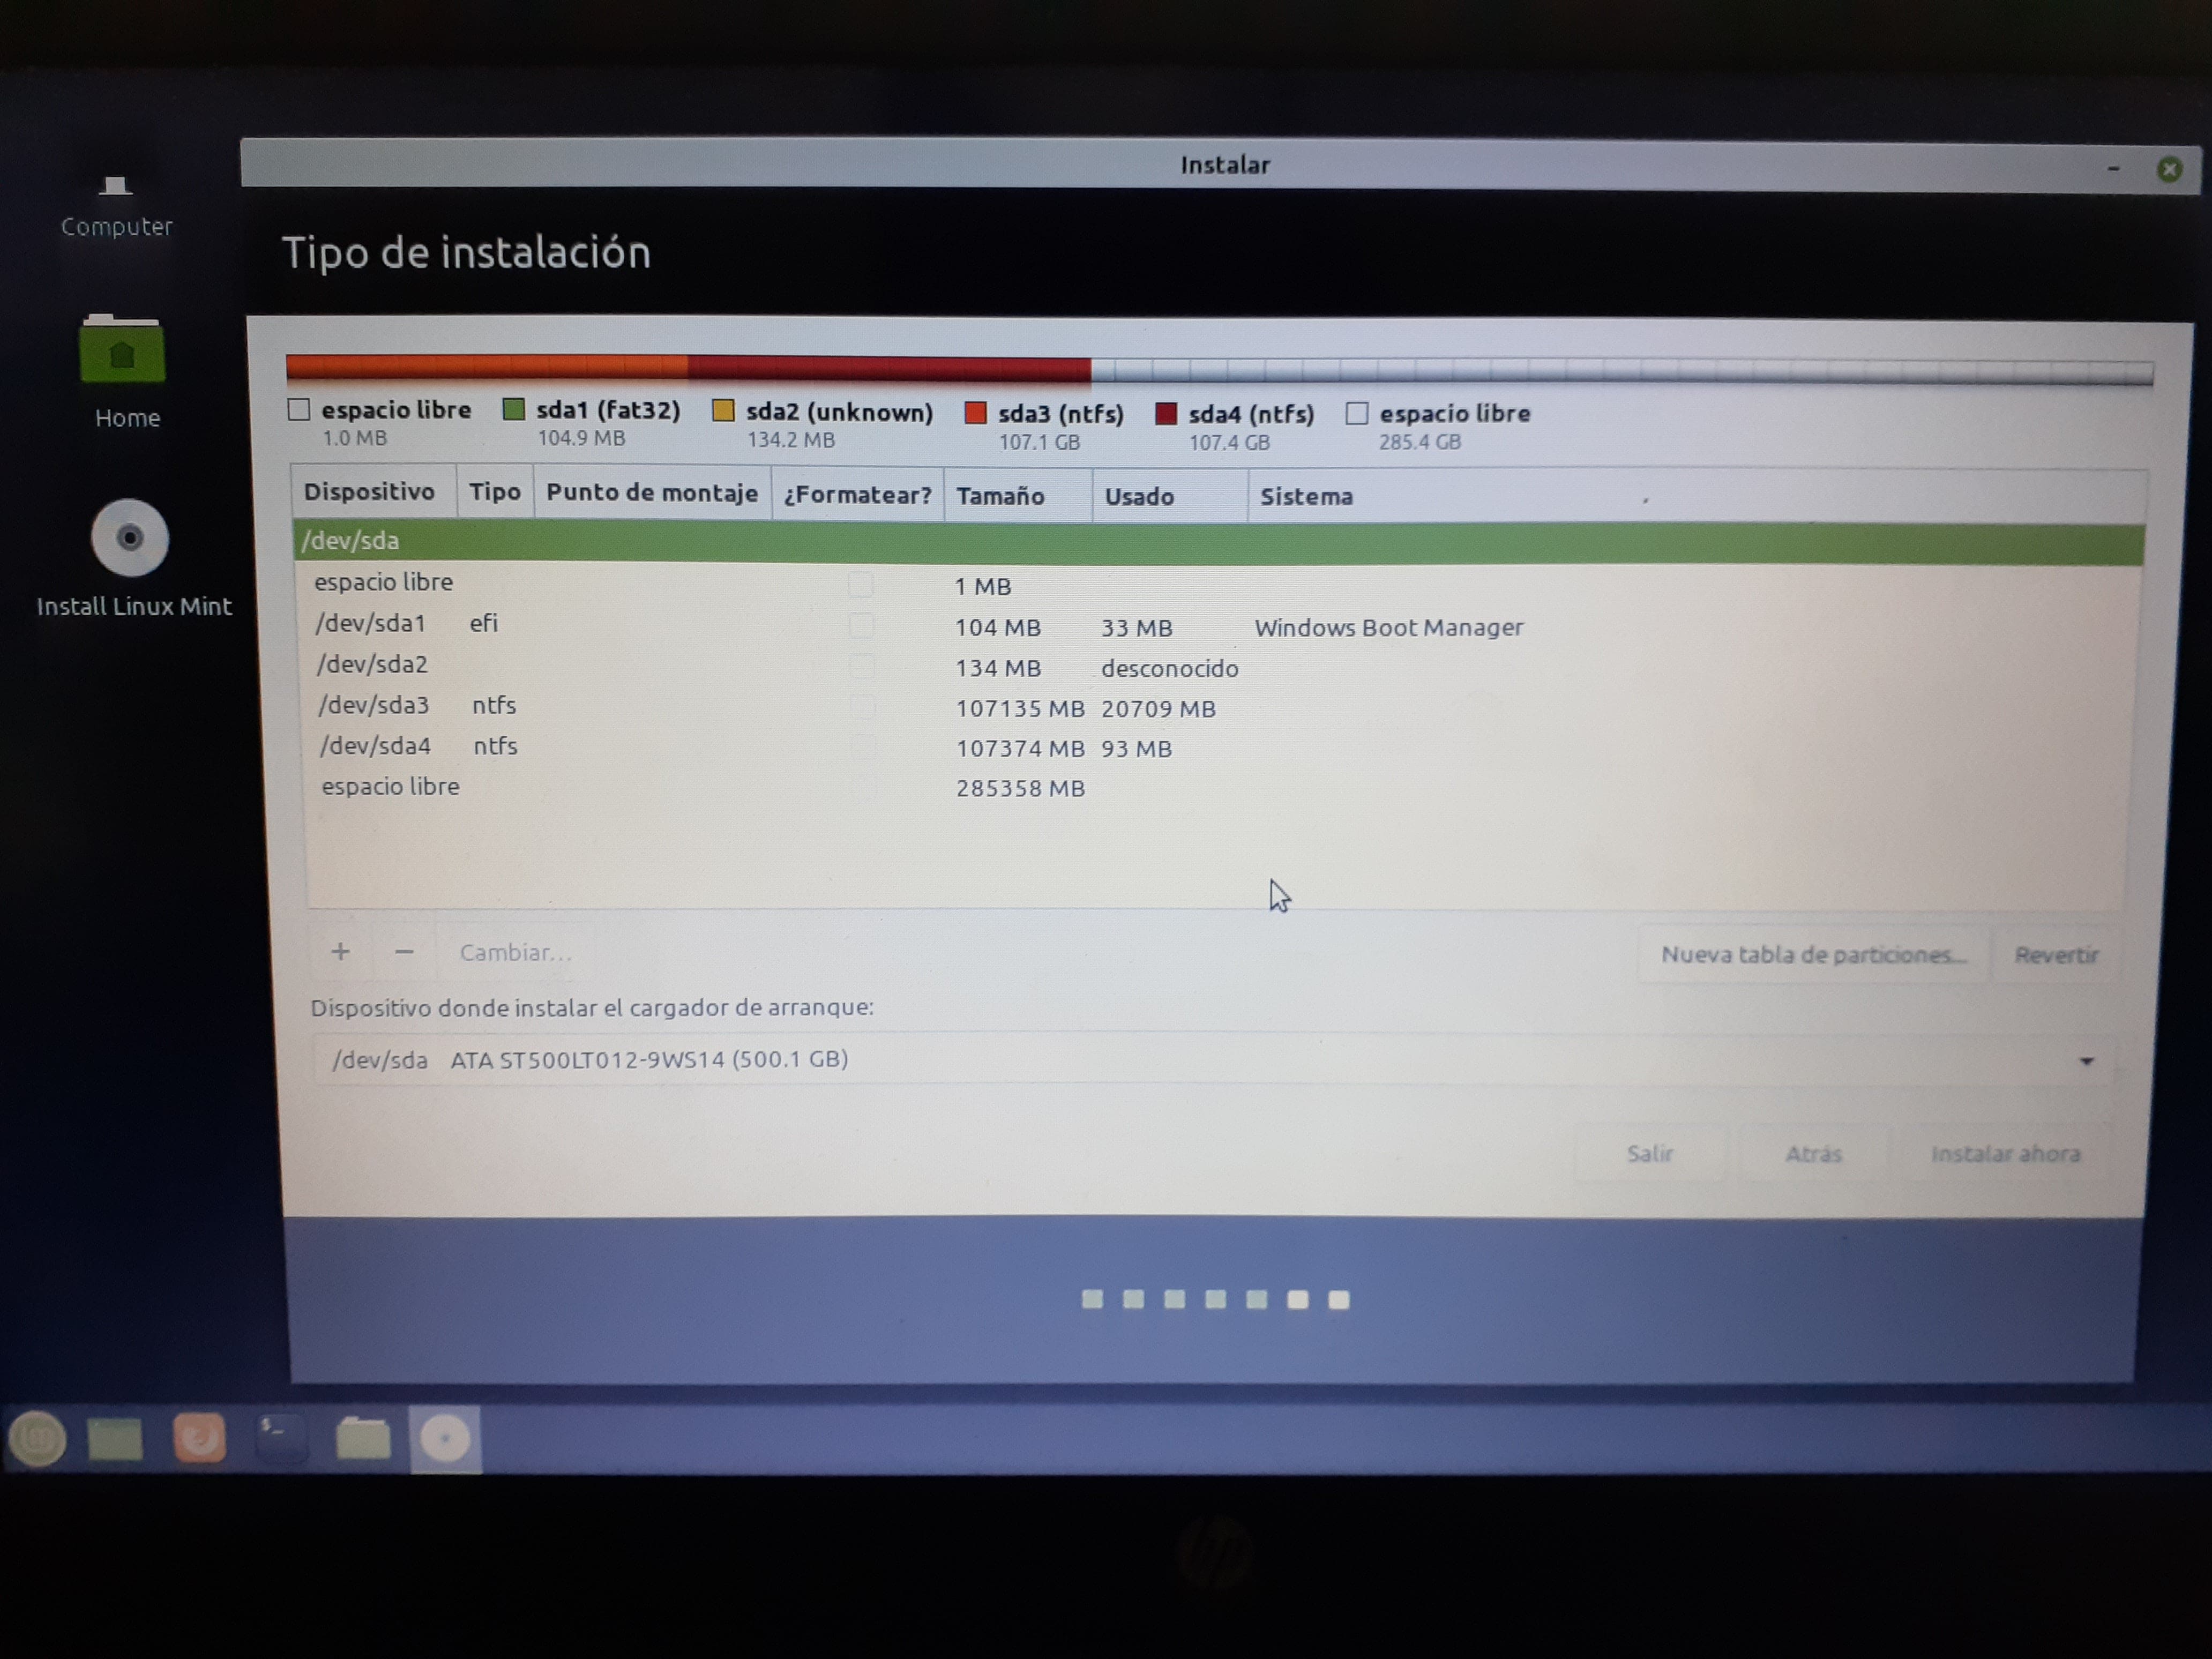 Instalar
Computer
Tipo de instalación
Home
espacio libre sda1 (fat32) sda2 (unknown) sda3 (ntfs) sda4 (ntfs) espacio libre
1.0 MB 104.9 MB 134.2 MB 107.1 GB 107.4 GB 285.4 GB
Dispositivo Tipo Punto de montaje ¿Formatear? Tamaño Usado Sistema
/dev/sda
espacio libre 1 MB
Install Linux Mint
/dev/sda1 efi 104 MB 33 MB Windows Boot Manager
/dev/sda2 134 MB desconocido
/dev/sda3 ntfs 107135 MB 20709 MB
/dev/sda4 ntfs 107374 MB 93 MB
espacio libre 285358 MB
+ − Cambiar... Nueva tabla de particiones... Revertir
Dispositivo donde instalar el cargador de arranque:
/dev/sda ATA ST500LT012-9WS14 (500.1 GB)
Salir Atrás Instalar ahora
$_
hp